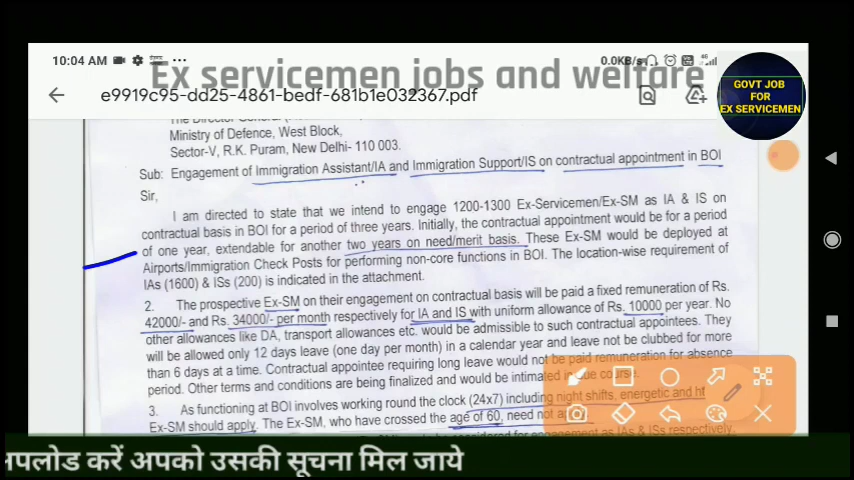 10:04 AM
0.0KB/s
Ex servicemen jobs and welfare
e9919c95-da25-4861-bedf-681b1e032367.pdf
GOVT JOB
FOR
EX SERVICEMEN
Ministry of Defence, West Block,
Sector-V, R.K. Puram, New Delhi- 110 003.
Sub: Engagement of Immigration Assistant/IA and Immigration Support/IS on contractual appointment in BOI
Sir,
I am directed to state that we intend to engage 1200-1300 Ex-Servicemen/Ex-SM as IA & IS on
contractual basis in BOI for a period of three years. Initially, the contractual appointment would be for a period
of one year, extendable for another two years on need/merit basis. These Ex-SM would be deployed at
Airports/Immigration Check Posts for performing non-core functions in BOI. The location-wise requirement of
IAs (1600) & ISs (200) is indicated in the attachment.
2. The prospective Ex-SM on their engagement on contractual basis will be paid a fixed remuneration of Rs.
42000/- and Rs. 34000/- per month respectively for IA and IS with uniform allowance of Rs. 10000 per year. No
other allowances like DA, transport allowances etc. would be admissible to such contractual appointees. They
will be allowed only 12 days leave (one day per month) in a calendar year and leave not be clubbed for more
than 6 days at a time. Contractual appointee requiring long leave would not be paid remuneration for absence
period. Other terms and conditions are being finalized and would be intimated in due course.
3. As functioning at BOI involves working round the clock (24x7) including night shifts, energetic and
Ex-SM should apply. The Ex-SM, who have crossed the age of 60, need not
for engagement as IAs & ISs respectively.
करें आपको उसकी सूचना मिल जाये